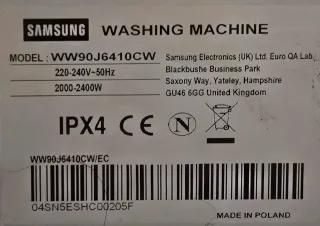 SAMSUNG WASHING MACHINE
MODEL: WW90J6410CW
220-240V~50Hz
2000-2400W
Samsung Electronics (UK) Ltd. Euro QA Lab.
Blackbushe Business Park
Saxony Way, Yateley, Hampshire
GU46 6GG United Kingdom
IPX4 CE N
WW90J6410CW/EC
04SN5ESHC00205F
MADE IN POLAND